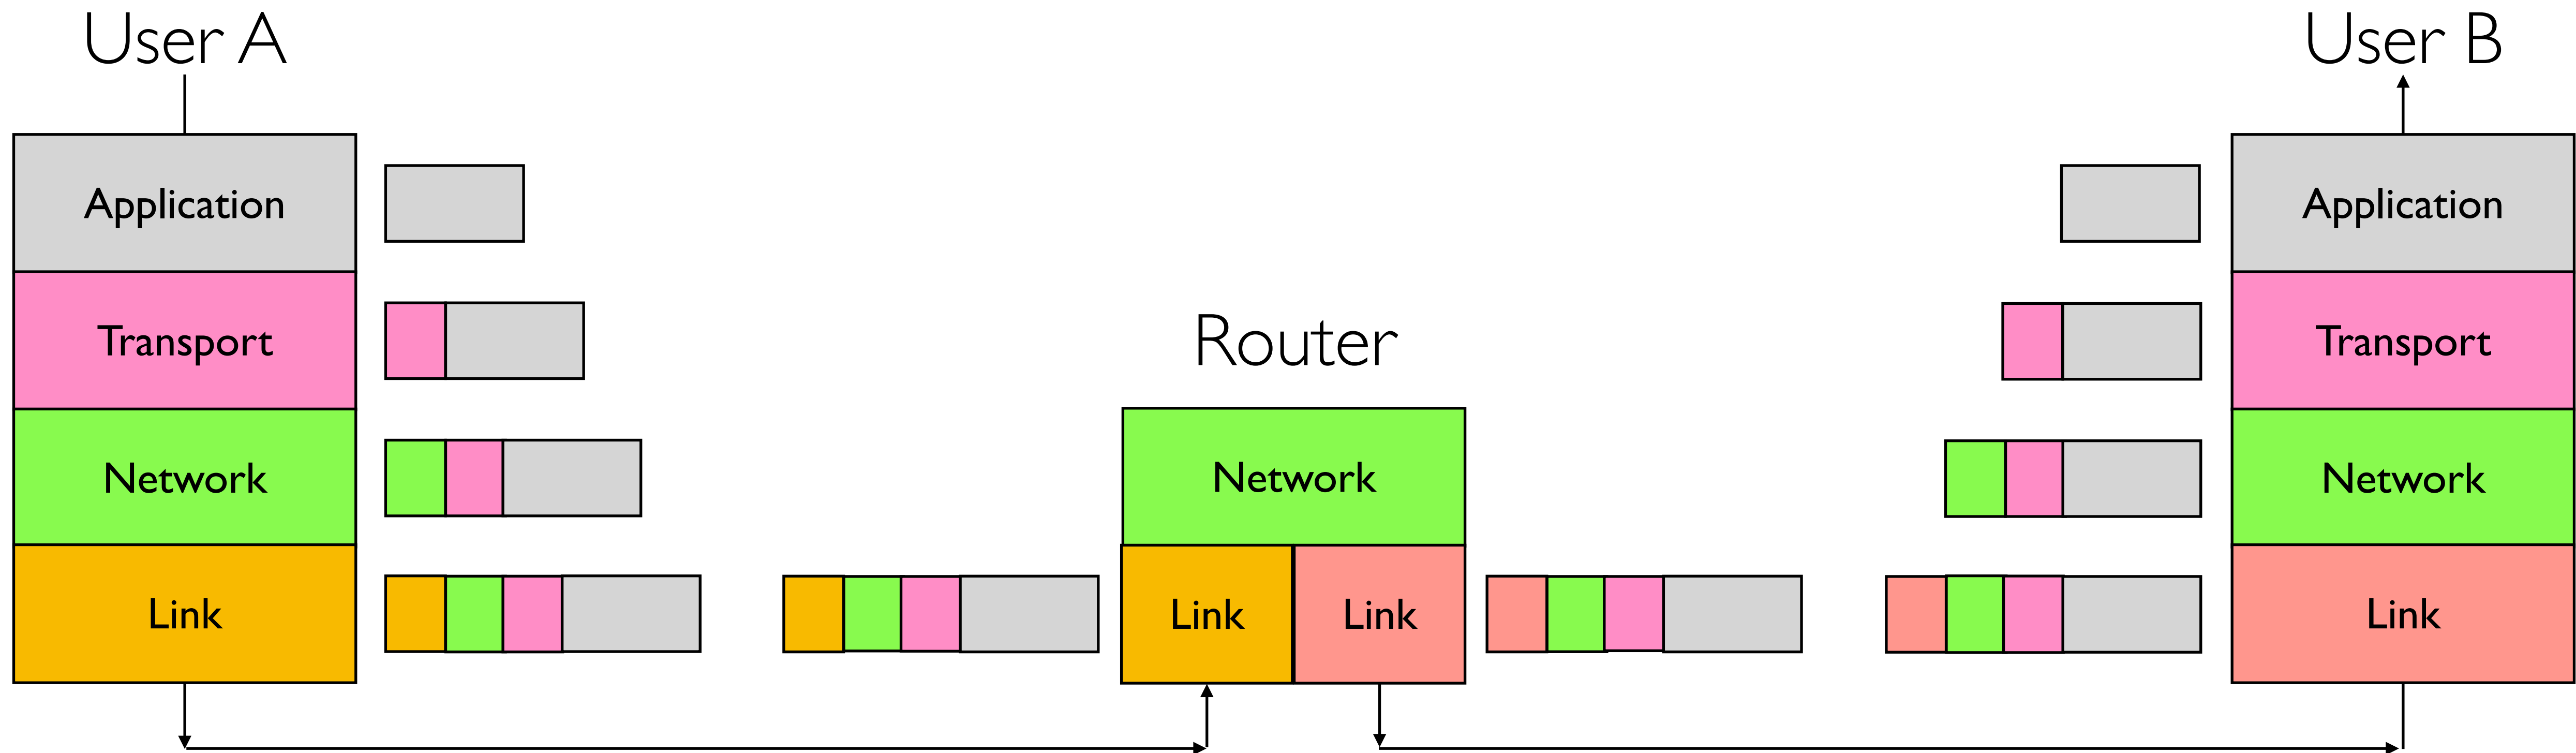 User A
Application
Transport
Network
Link
Router
Network
Link
Link
User B
Application
Transport
Network
Link